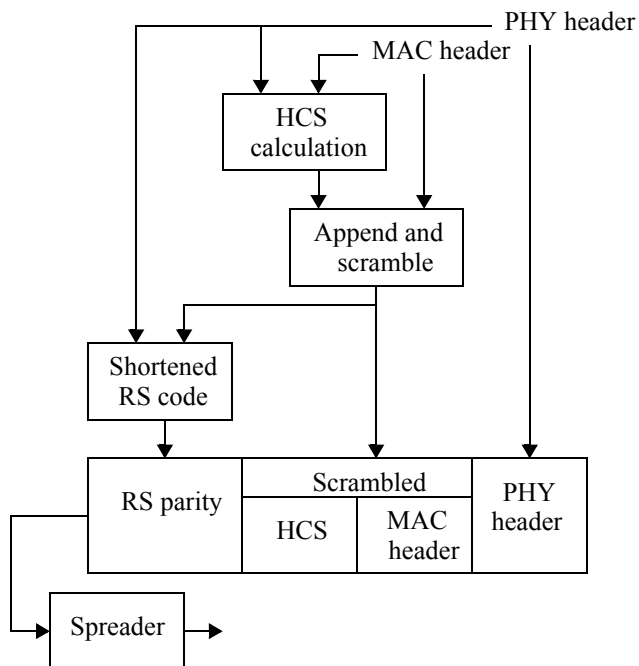 PHY header
MAC header
HCS
calculation
Append and
scramble
Shortened
RS code
RS parity
Scrambled
HCS
MAC
header
PHY
header
Spreader